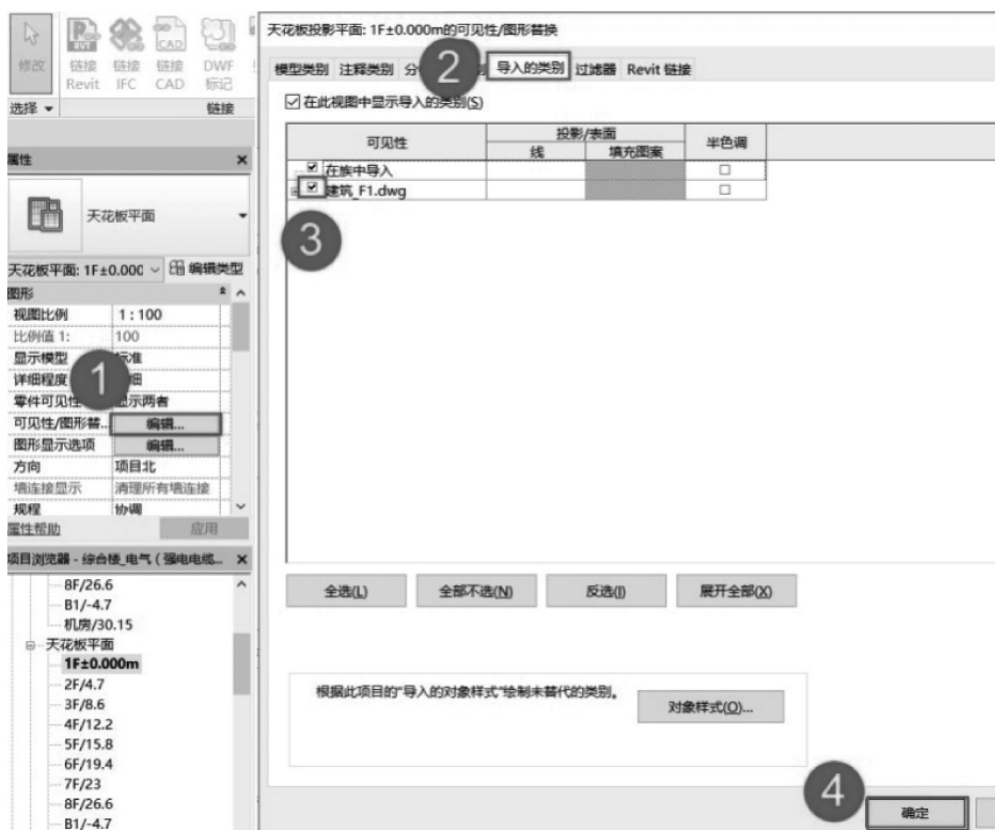 修改
链接
Revit
链接
IFC
链接
CAD
DWF
标记
选择
链接
属性
天花板平面
天花板平面: 1F±0.000
编辑类型
图形
视图比例 1 : 100
比例值 1: 100
显示模型 标准
详细程度 细
零件可见性 显示两者
可见性/图形替... 编辑...
图形显示选项 编辑...
方向 项目北
墙连接显示 清理所有墙连接
规程 协调
属性帮助 应用
项目浏览器 - 综合楼_电气 ( 强电电缆...
8F/26.6
B1/-4.7
机房/30.15
天花板平面
1F±0.000m
2F/4.7
3F/8.6
4F/12.2
5F/15.8
6F/19.4
7F/23
8F/26.6
B1/-4.7
1
天花板投影平面: 1F±0.000m的可见性/图形替换
模型类别 注释类别 分 2 别 导入的类别 过滤器 Revit 链接
在此视图中显示导入的类别(S)
可见性 投影/表面 半色调
线 填充图案
在族中导入
建筑_F1.dwg
3
全选(L) 全部不选(N) 反选(I) 展开全部(X)
根据此项目的"导入的对象样式"绘制未替代的类别。
对象样式(O)...
4
确定